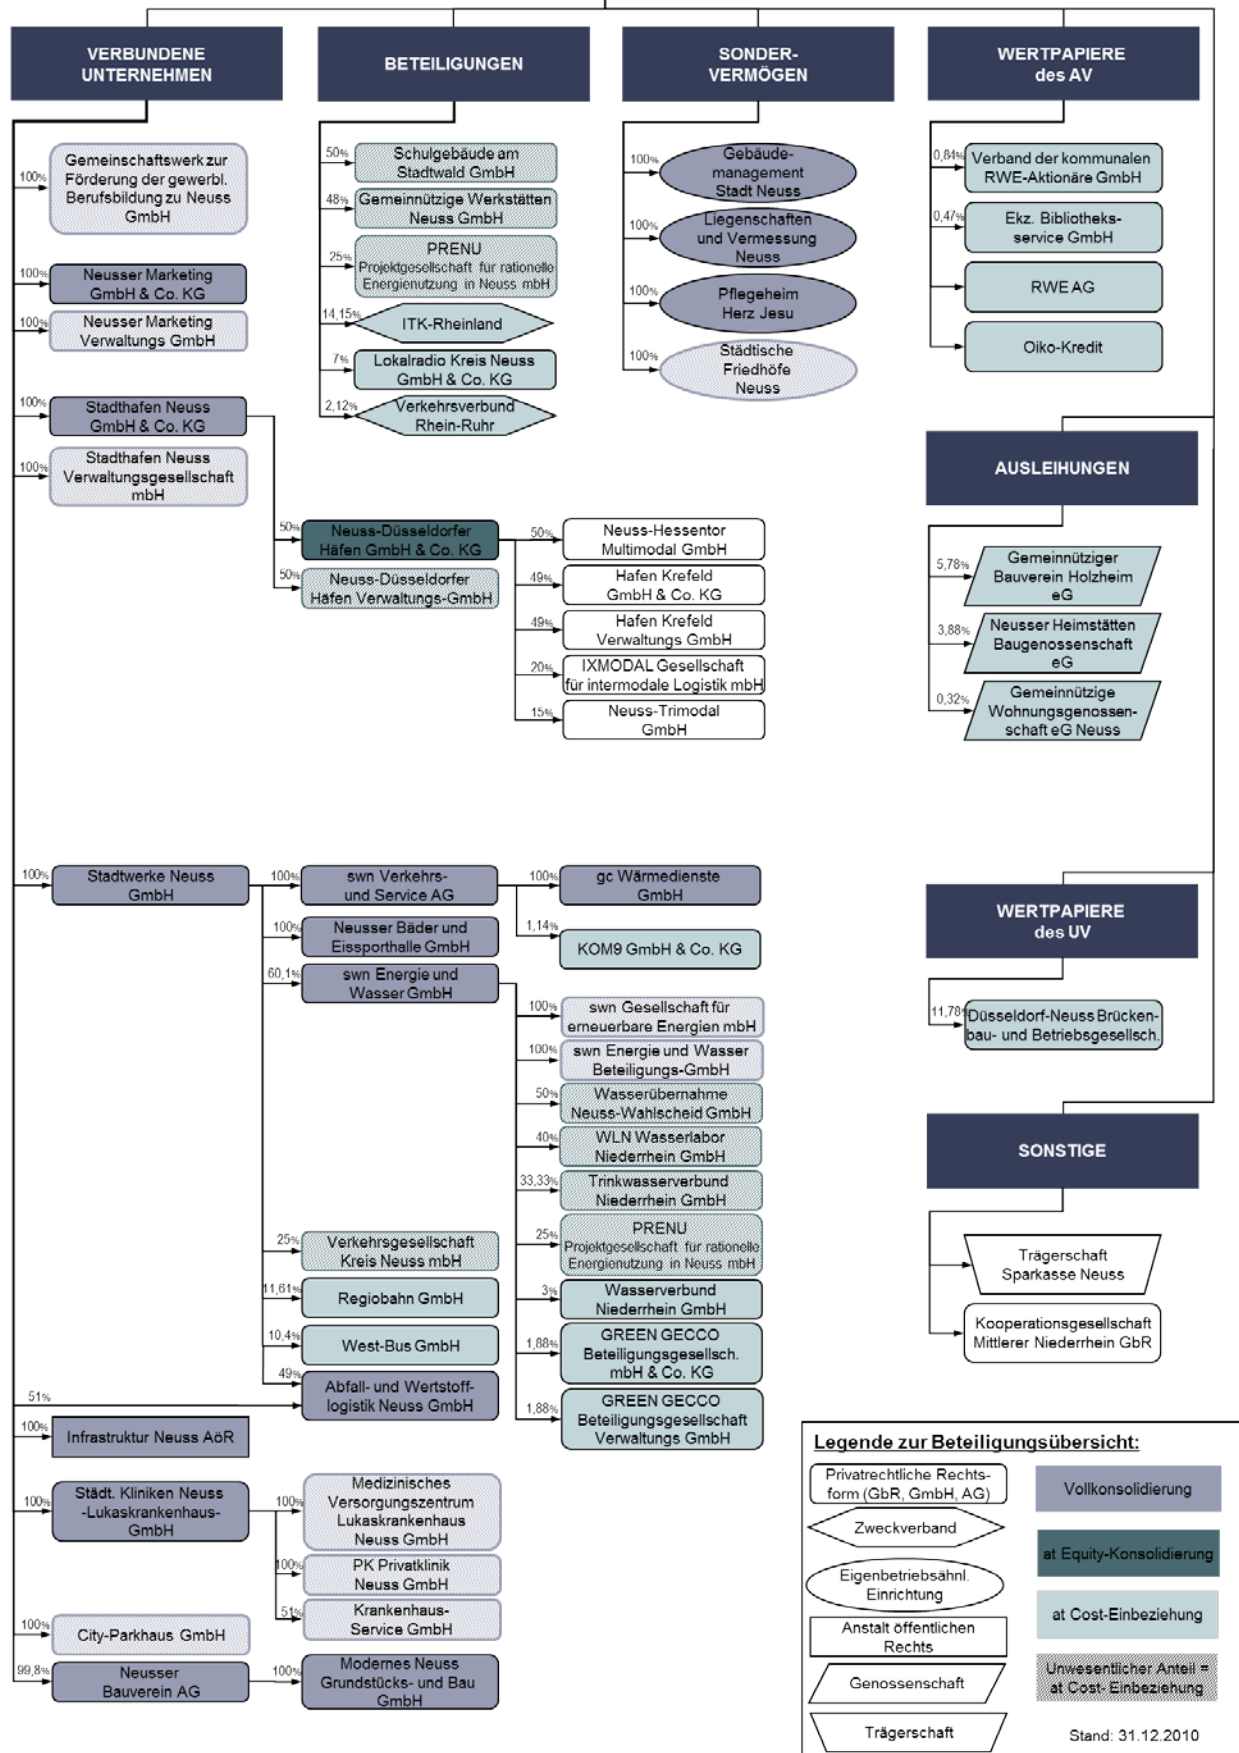 VERBUNDENE
UNTERNEHMEN
100%
Gemeinschaftswerk zur
Förderung der gewerbl.
Berufsbildung zu Neuss
GmbH
100%
Neusser Marketing
GmbH & Co. KG
100%
Neusser Marketing
Verwaltungs GmbH
100%
Stadthafen Neuss
GmbH & Co. KG
100%
Stadthafen Neuss
Verwaltungsgesellschaft
mbH
50%
Neuss-Düsseldorfer
Häfen GmbH & Co. KG
50%
Neuss-Düsseldorfer
Häfen Verwaltungs-GmbH
50%
Neuss-Hessentor
Multimodal GmbH
49%
Hafen Krefeld
GmbH & Co. KG
49%
Hafen Krefeld
Verwaltungs GmbH
20%
IXMODAL Gesellschaft
für intermodale Logistik mbH
15%
Neuss-Trimodal
GmbH
BETEILIGUNGEN
50%
Schulgebäude am
Stadtwald GmbH
48%
Gemeinnützige Werkstätten
Neuss GmbH
25%
PRENU
Projektgesellschaft für rationelle
Energienutzung in Neuss mbH
14,15%
ITK-Rheinland
7%
Lokalradio Kreis Neuss
GmbH & Co. KG
2,12%
Verkehrsverbund
Rhein-Ruhr
SONDER-
VERMÖGEN
100%
Gebäude-
management
Stadt Neuss
100%
Liegenschaften
und Vermessung
Neuss
100%
Pflegeheim
Herz Jesu
100%
Städtische
Friedhöfe
Neuss
WERTPAPIERE
des AV
0,84%
Verband der kommunalen
RWE-Aktionäre GmbH
0,47%
Ekz. Bibliotheks-
service GmbH
RWE AG
Oiko-Kredit
AUSLEIHUNGEN
5,78%
Gemeinnütziger
Bauverein Holzheim
eG
3,88%
Neusser Heimstätten
Baugenossenschaft
eG
0,32%
Gemeinnützige
Wohnungsgenossen-
schaft eG Neuss
100%
Stadtwerke Neuss
GmbH
100%
swn Verkehrs-
und Service AG
100%
gc Wärmedienste
GmbH
1,14%
KOM9 GmbH & Co. KG
100%
Neusser Bäder und
Eissporthalle GmbH
60,1%
swn Energie und
Wasser GmbH
100%
swn Gesellschaft für
erneuerbare Energien mbH
100%
swn Energie und Wasser
Beteiligungs-GmbH
50%
Wasserübernahme
Neuss-Wahlscheid GmbH
40%
WLN Wasserlabor
Niederrhein GmbH
33,33%
Trinkwasserverbund
Niederrhein GmbH
25%
PRENU
Projektgesellschaft für rationelle
Energienutzung in Neuss mbH
3%
Wasserverbund
Niederrhein GmbH
1,88%
GREEN GECCO
Beteiligungsgesellsch.
mbH & Co. KG
1,88%
GREEN GECCO
Beteiligungsgesellschaft
Verwaltungs GmbH
25%
Verkehrsgesellschaft
Kreis Neuss mbH
11,61%
Regiobahn GmbH
10,4%
West-Bus GmbH
49%
51%
Abfall- und Wertstoff-
logistik Neuss GmbH
100%
Infrastruktur Neuss AöR
100%
Städt. Kliniken Neuss
-Lukaskrankenhaus-
GmbH
100%
Medizinisches
Versorgungszentrum
Lukaskrankenhaus
Neuss GmbH
100%
PK Privatklinik
Neuss GmbH
51%
Krankenhaus-
Service GmbH
100%
City-Parkhaus GmbH
99,8%
Neusser
Bauverein AG
100%
Modernes Neuss
Grundstücks- und Bau
GmbH
WERTPAPIERE
des UV
11,78%
Düsseldorf-Neuss Brücken-
bau- und Betriebsgesellsch.
SONSTIGE
Trägerschaft
Sparkasse Neuss
Kooperationsgesellschaft
Mittlerer Niederrhein GbR
Legende zur Beteiligungsübersicht:
Privatrechtliche Rechts-
form (GbR, GmbH, AG)
Zweckverband
Eigenbetriebsähnl.
Einrichtung
Anstalt öffentlichen
Rechts
Genossenschaft
Trägerschaft
Vollkonsolidierung
at Equity-Konsolidierung
at Cost-Einbeziehung
Unwesentlicher Anteil =
at Cost- Einbeziehung
Stand: 31.12.2010